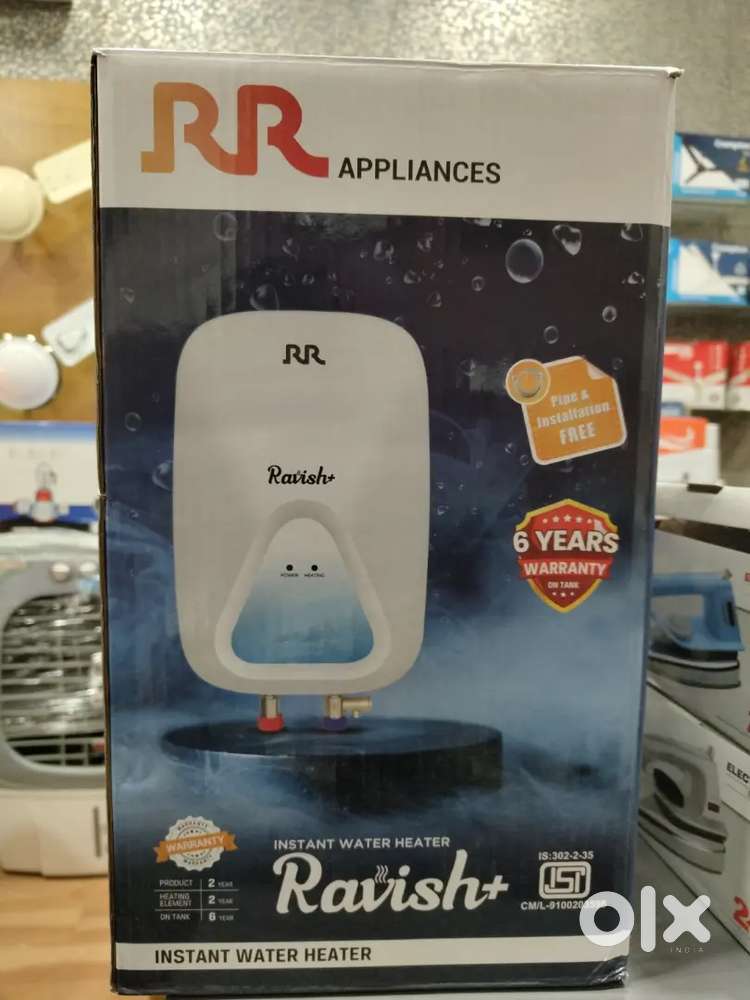 RR APPLIANCES
RR
Ravish+
POWER HEATING
Pipe &
Installation
FREE
6 YEARS
WARRANTY
ON TANK
WARRANTY
WARRANTY
PRODUCT 2 YEAR
HEATING ELEMENT 2 YEAR
ON TANK 6 YEAR
INSTANT WATER HEATER
Ravish+
IS:302-2-35
ISI
INSTANT WATER HEATER
olx
INDIA
ELEC